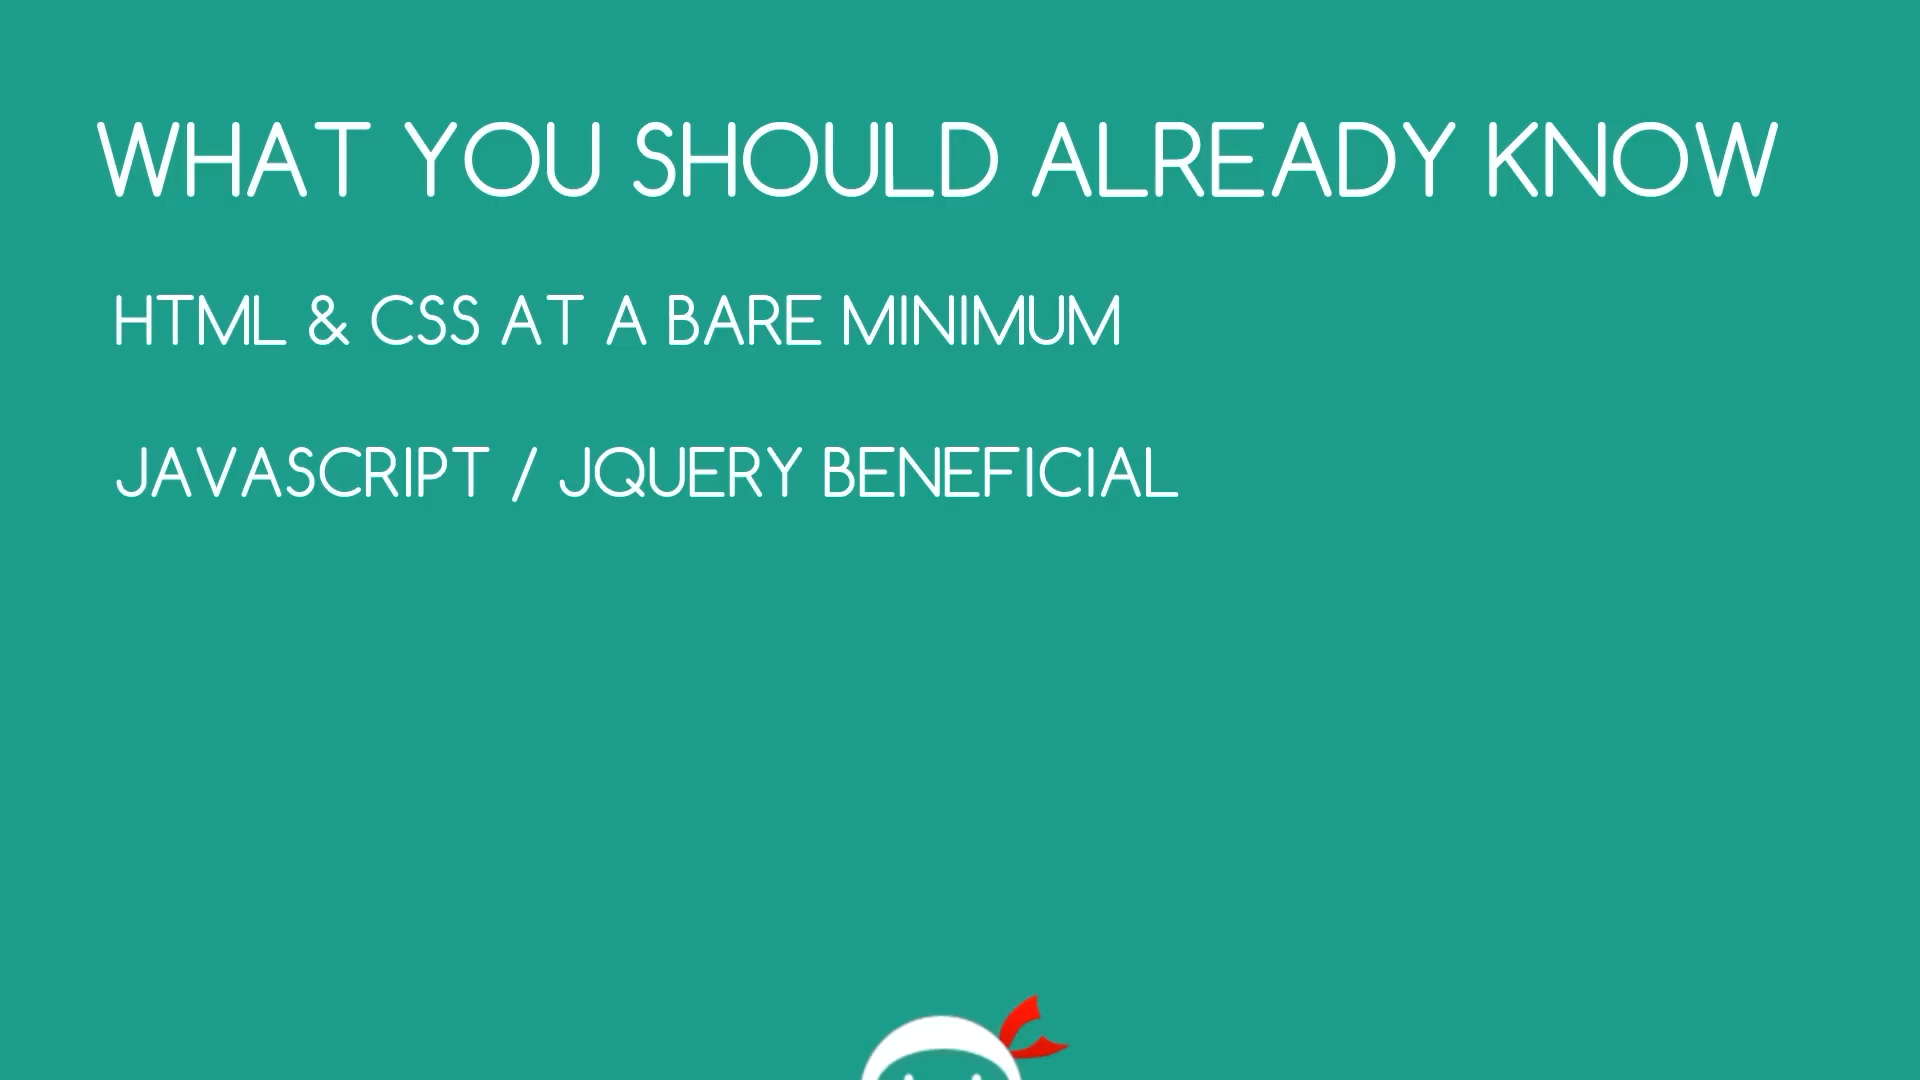 WHAT YOU SHOULD ALREADY KNOW
HTML & CSS AT A BARE MINIMUM
JAVASCRIPT / JQUERY BENEFICIAL